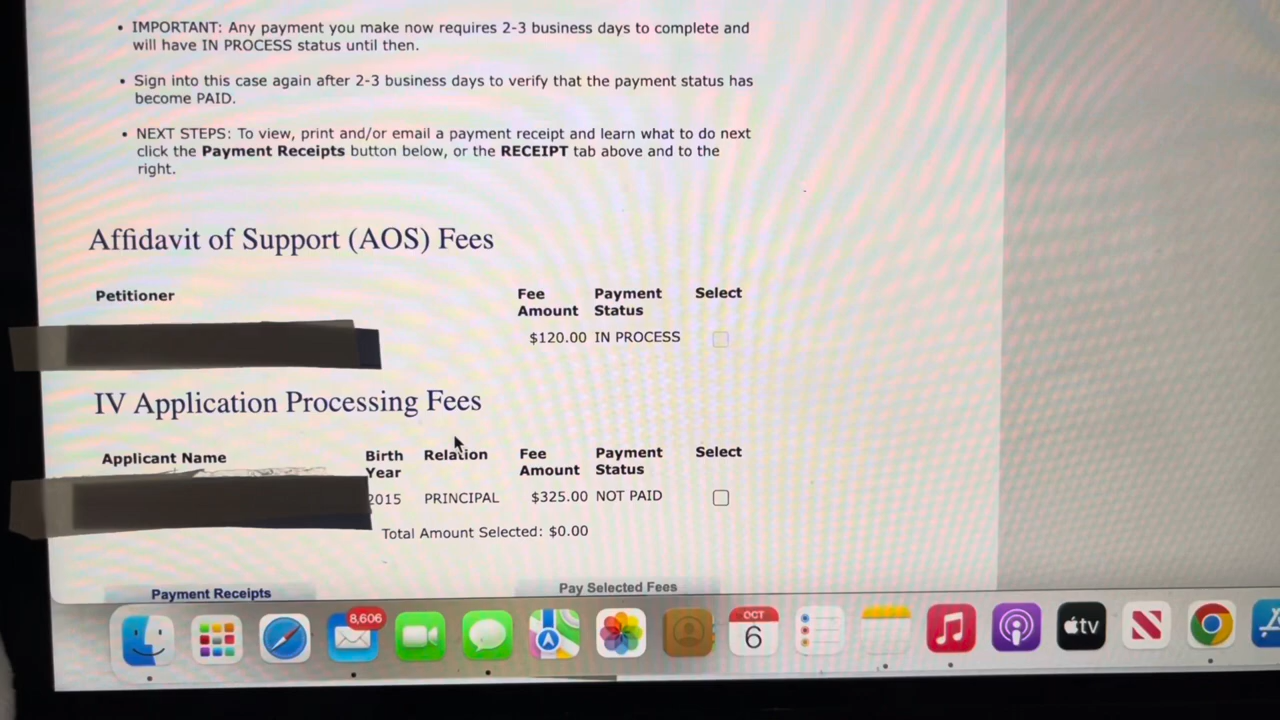 • IMPORTANT: Any payment you make now requires 2-3 business days to complete and
will have IN PROCESS status until then.
• Sign into this case again after 2-3 business days to verify that the payment status has
become PAID.
• NEXT STEPS: To view, print and/or email a payment receipt and learn what to do next
click the Payment Receipts button below, or the RECEIPT tab above and to the
right.
Affidavit of Support (AOS) Fees
Petitioner Fee Amount Payment Status Select
$120.00 IN PROCESS
IV Application Processing Fees
Applicant Name Birth Year Relation Fee Amount Payment Status Select
2015 PRINCIPAL $325.00 NOT PAID
Total Amount Selected: $0.00
Payment Receipts Pay Selected Fees
8,606
OCT
6
tv